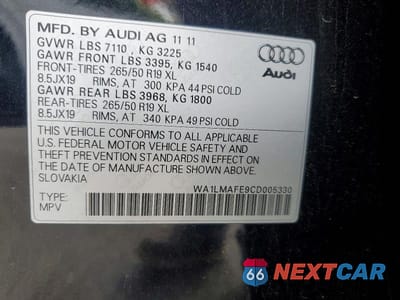 MFD. BY AUDI AG 11 11
GVWR LBS 7110 , KG 3225
GAWR FRONT LBS 3395, KG 1540
FRONT-TIRES 265/50 R19 XL
8.5JX19 RIMS, AT 300 KPA 44 PSI COLD
GAWR REAR LBS 3968, KG 1800
REAR-TIRES 265/50 R19 XL
8.5JX19 RIMS, AT 340 KPA 49 PSI COLD
Audi
THIS VEHICLE CONFORMS TO ALL APPLICABLE
U.S. FEDERAL MOTOR VEHICLE SAFETY AND
THEFT PREVENTION STANDARDS IN EFFECT ON
THE DATE OF MANUFACTURE SHOWN ABOVE.
SLOVAKIA
TYPE:
MPV
WA1LMAFE9CD005330
66 NEXTCAR